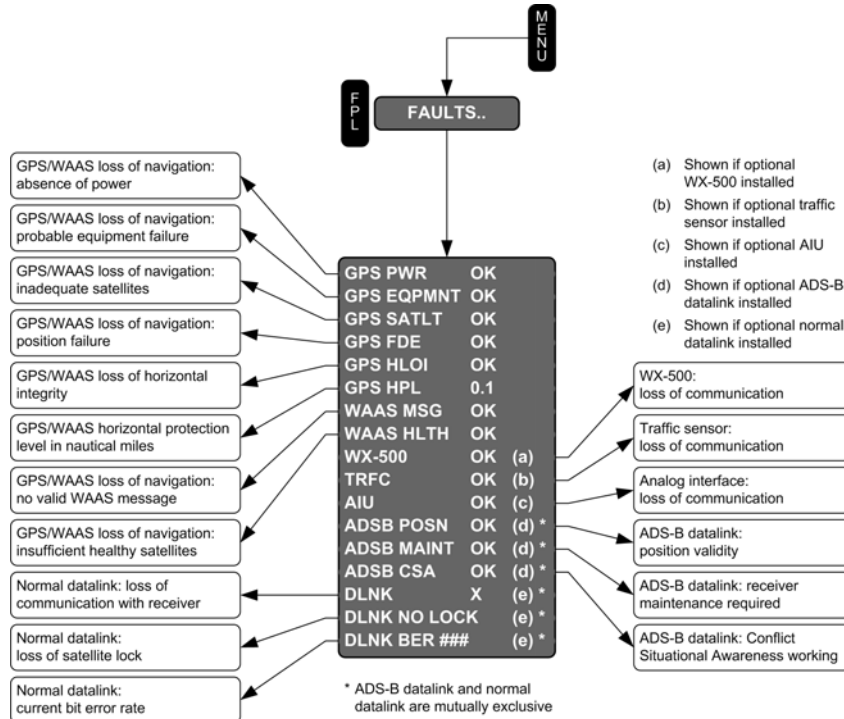 MENU
FPL
FAULTS..
GPS/WAAS loss of navigation:
absence of power
GPS/WAAS loss of navigation:
probable equipment failure
GPS/WAAS loss of navigation:
inadequate satellites
GPS/WAAS loss of navigation:
position failure
GPS/WAAS loss of horizontal
integrity
GPS/WAAS horizontal protection
level in nautical miles
GPS/WAAS loss of navigation:
no valid WAAS message
GPS/WAAS loss of navigation:
insufficient healthy satellites
Normal datalink: loss of
communication with receiver
Normal datalink:
loss of satellite lock
Normal datalink:
current bit error rate
GPS PWR OK
GPS EQPMNT OK
GPS SATLT OK
GPS FDE OK
GPS HLOI OK
GPS HPL 0.1
WAAS MSG OK
WAAS HLTH OK
WX-500 OK (a)
TRFC OK (b)
AIU OK (c)
ADSB POSN OK (d) *
ADSB MAINT OK (d) *
ADSB CSA OK (d) *
DLNK X (e) *
DLNK NO LOCK (e) *
DLNK BER ### (e) *
* ADS-B datalink and normal
datalink are mutually exclusive
(a) Shown if optional
WX-500 installed
(b) Shown if optional traffic
sensor installed
(c) Shown if optional AIU
installed
(d) Shown if optional ADS-B
datalink installed
(e) Shown if optional normal
datalink installed
WX-500:
loss of communication
Traffic sensor:
loss of communication
Analog interface:
loss of communication
ADS-B datalink:
position validity
ADS-B datalink: receiver
maintenance required
ADS-B datalink: Conflict
Situational Awareness working